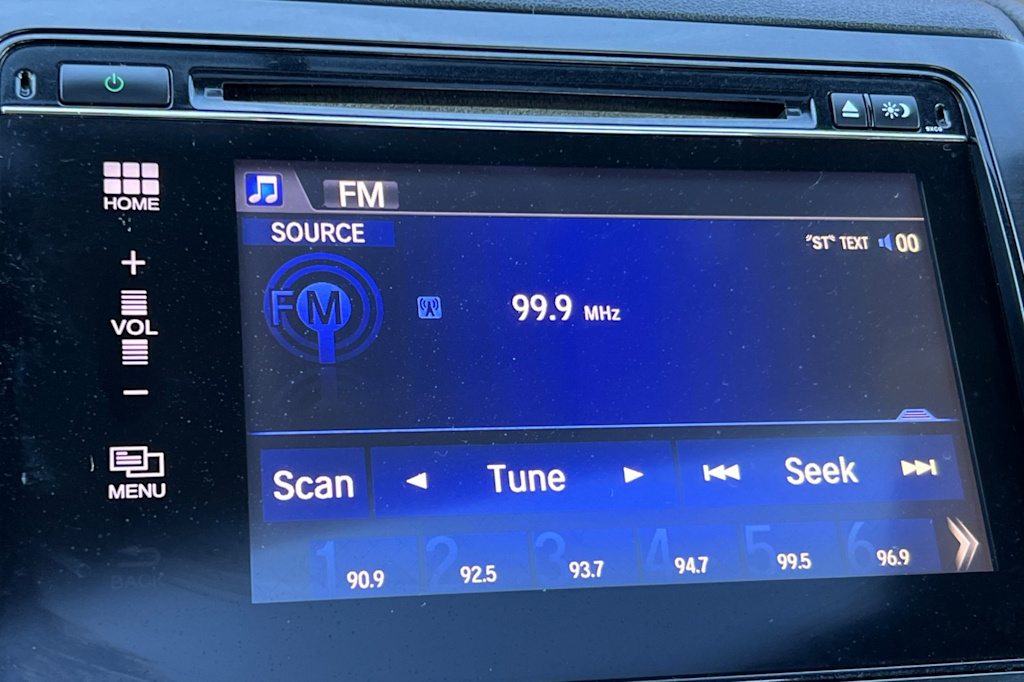 FM
HOME
SOURCE
"ST" TEXT 00
+
FM
99.9 MHz
VOL
−
Scan Tune Seek
MENU
1 90.9 2 92.5 3 93.7 4 94.7 5 99.5 6 96.9
BACK